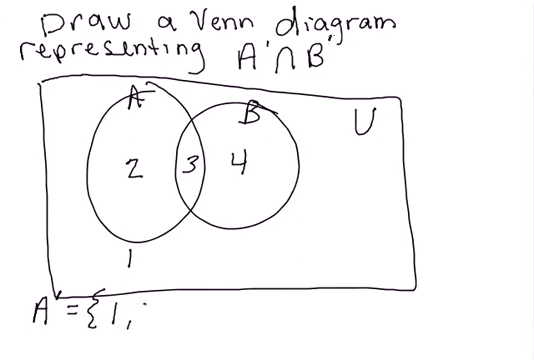 Draw a Venn diagram
representing A' ∩ B'
A B U
2 3 4
1
A' = { 1,